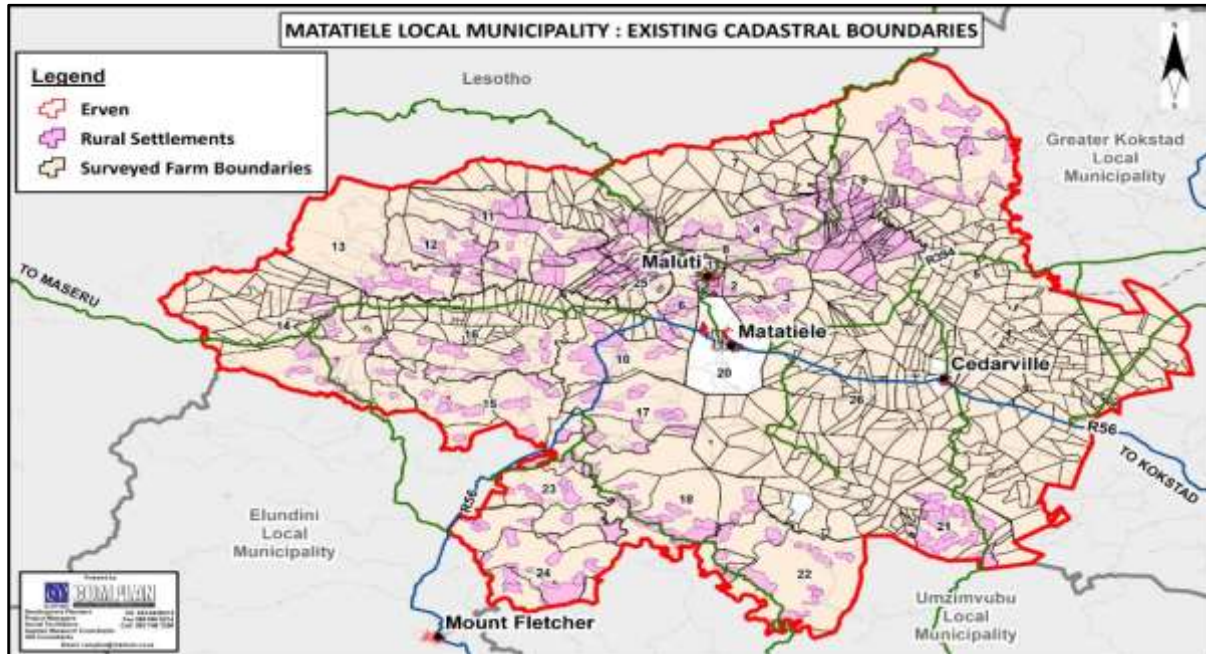 MATATIELE LOCAL MUNICIPALITY : EXISTING CADASTRAL BOUNDARIES
Legend
Erven
Rural Settlements
Surveyed Farm Boundaries
Lesotho
Greater Kokstad
Local
Municipality
TO MASERU
13
12
11
9
7
4
8
R394
Maluti
2
3
25
6
5
14
16
Matatiele
10
20
Cedarville
26
15
17
R56
TO KOKSTAD
R56
23
18
21
24
22
Elundini
Local
Municipality
Mount Fletcher
Umzimvubu
Local
Municipality